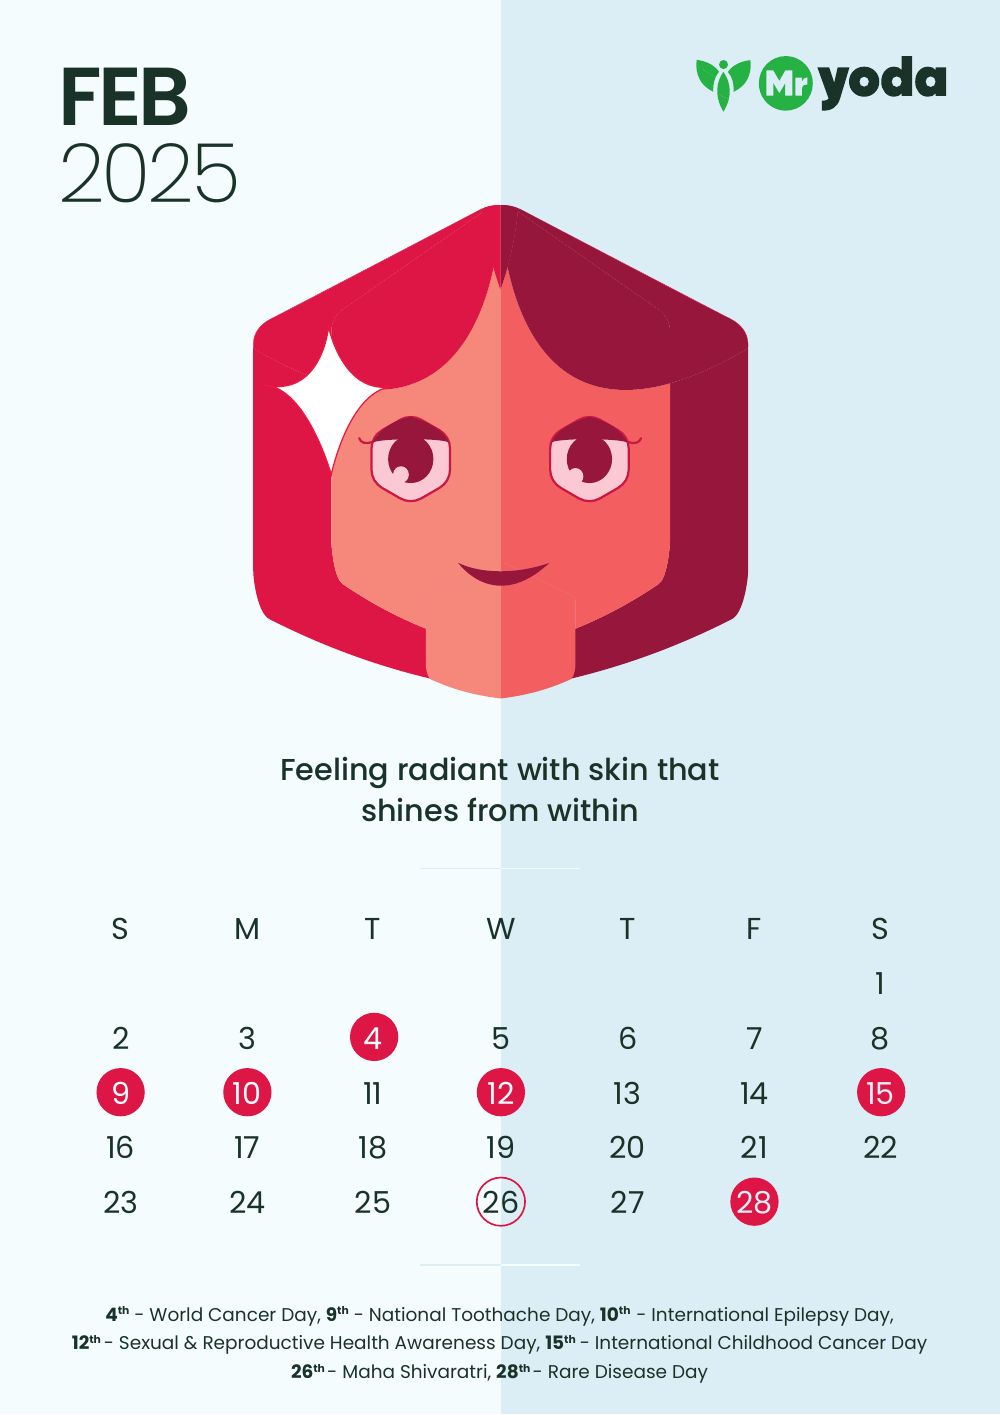 FEB
2025
Mr yoda
Feeling radiant with skin that
shines from within
S M T W T F S
1
2 3 4 5 6 7 8
9 10 11 12 13 14 15
16 17 18 19 20 21 22
23 24 25 26 27 28
4th - World Cancer Day, 9th - National Toothache Day, 10th - International Epilepsy Day,
12th - Sexual & Reproductive Health Awareness Day, 15th - International Childhood Cancer Day
26th - Maha Shivaratri, 28th - Rare Disease Day